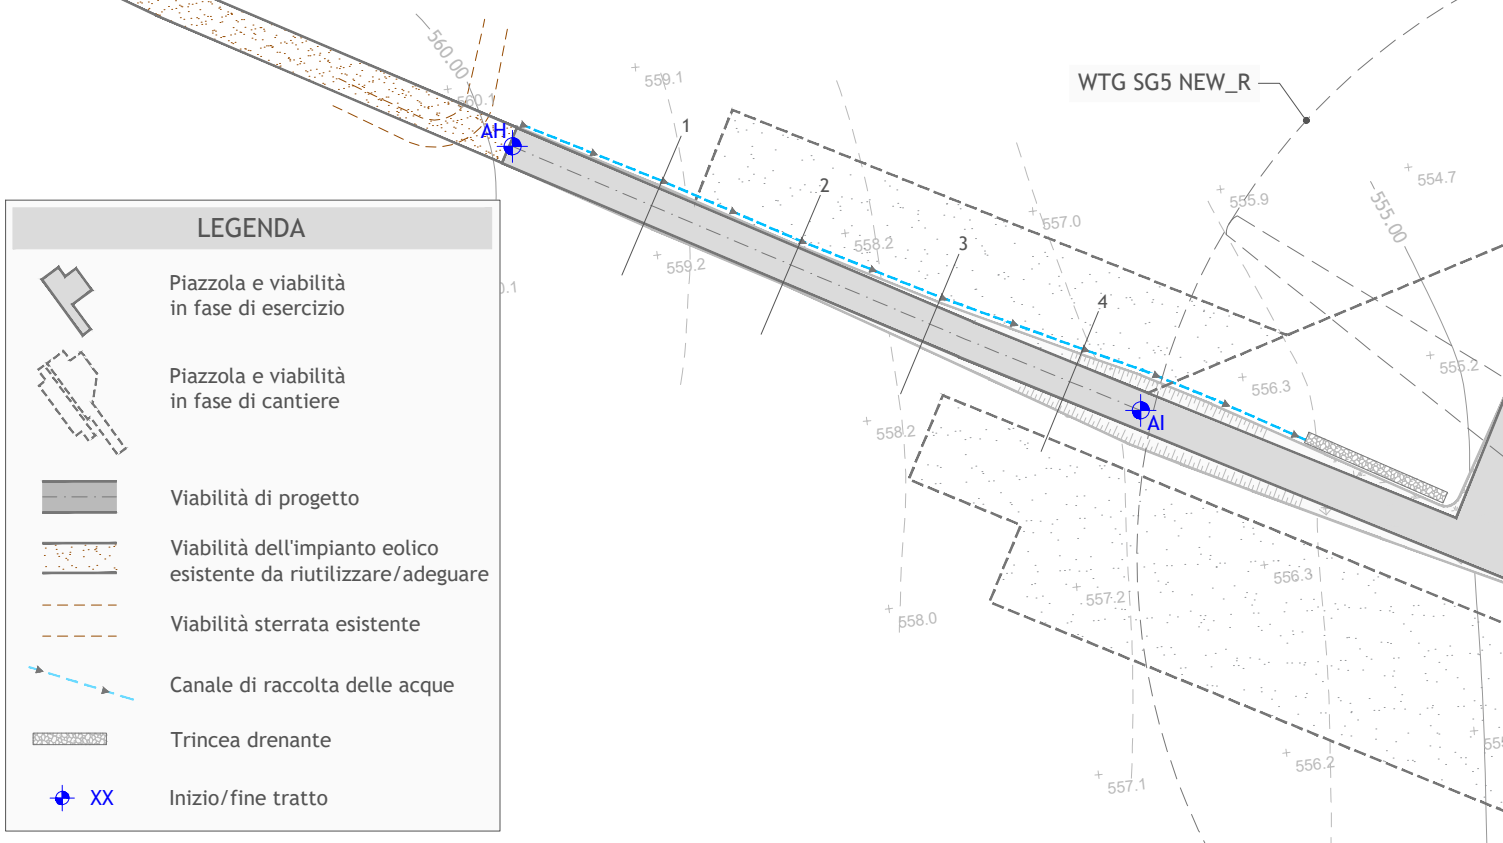 560.00
560.1
559.1
WTG SG5 NEW_R
AH
1
2
3
4
AI
554.7
555.9
555.00
557.0
558.2
559.2
0.1
555.2
556.3
558.2
556.3
557.2
558.0
556.2
557.1
LEGENDA
Piazzola e viabilità
in fase di esercizio
Piazzola e viabilità
in fase di cantiere
Viabilità di progetto
Viabilità dell'impianto eolico
esistente da riutilizzare/adeguare
Viabilità sterrata esistente
Canale di raccolta delle acque
Trincea drenante
XX
Inizio/fine tratto